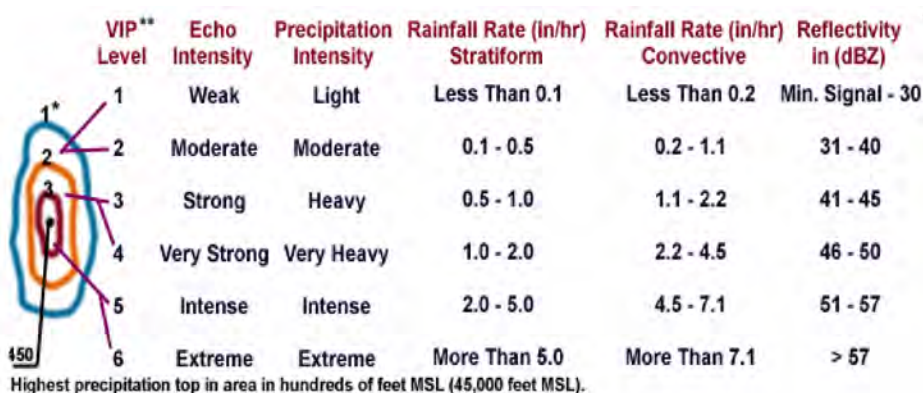 VIP** Echo Precipitation Rainfall Rate (in/hr) Rainfall Rate (in/hr) Reflectivity
Level Intensity Intensity Stratiform Convective in (dBZ)
1 Weak Light Less Than 0.1 Less Than 0.2 Min. Signal - 30
1*
2 Moderate Moderate 0.1 - 0.5 0.2 - 1.1 31 - 40
2
3 Strong Heavy 0.5 - 1.0 1.1 - 2.2 41 - 45
3
4 Very Strong Very Heavy 1.0 - 2.0 2.2 - 4.5 46 - 50
5 Intense Intense 2.0 - 5.0 4.5 - 7.1 51 - 57
450
6 Extreme Extreme More Than 5.0 More Than 7.1 > 57
Highest precipitation top in area in hundreds of feet MSL (45,000 feet MSL).